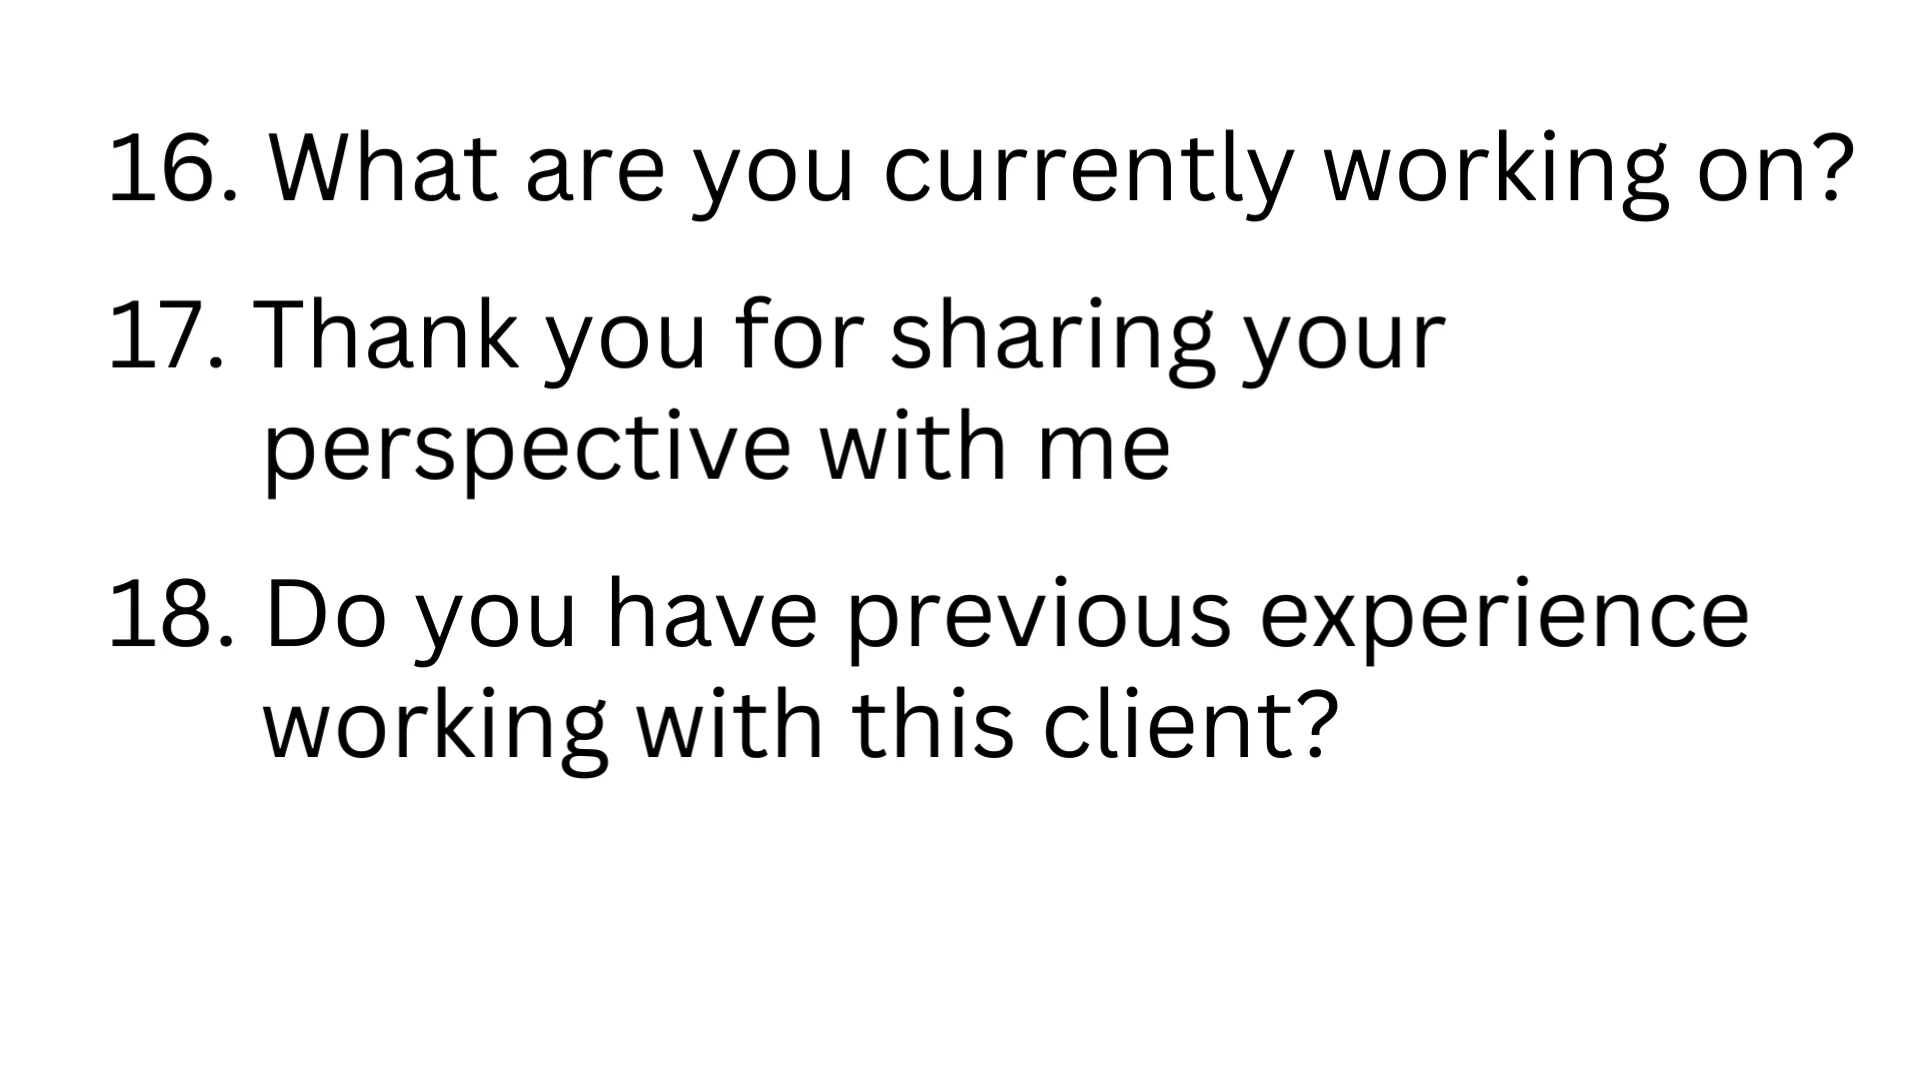 16. What are you currently working on?
17. Thank you for sharing your
perspective with me
18. Do you have previous experience
working with this client?